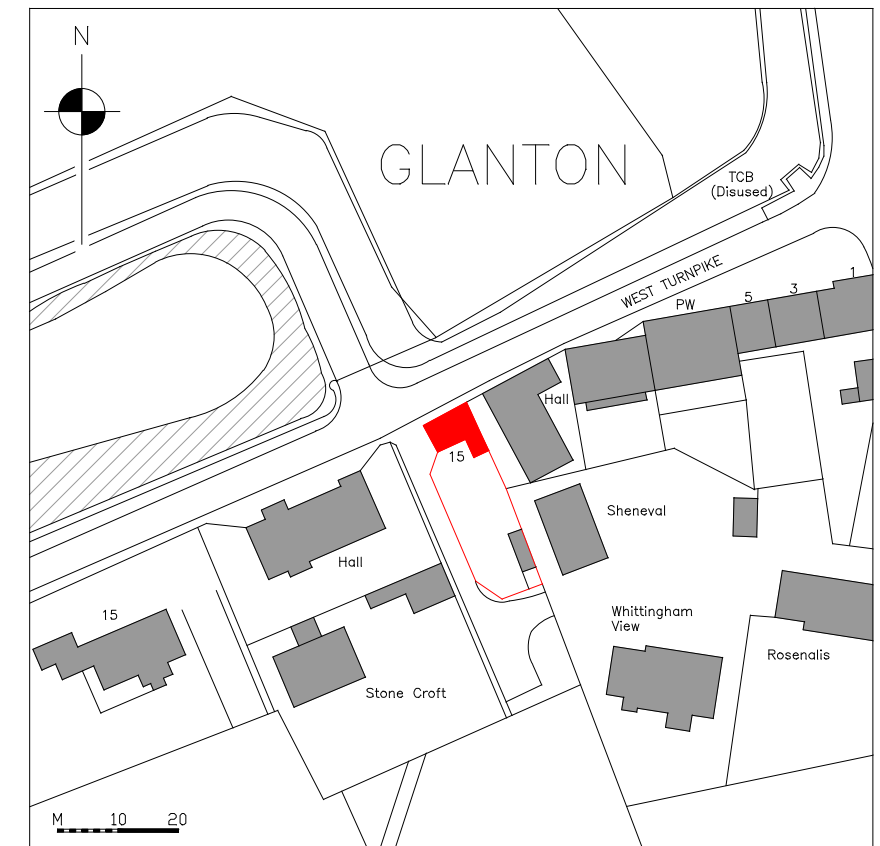 N
GLANTON
TCB
(Disused)
WEST TURNPIKE
1
3
5
PW
Hall
15
Sheneval
Hall
15
Whittingham
View
Rosenalis
Stone Croft
M 10 20